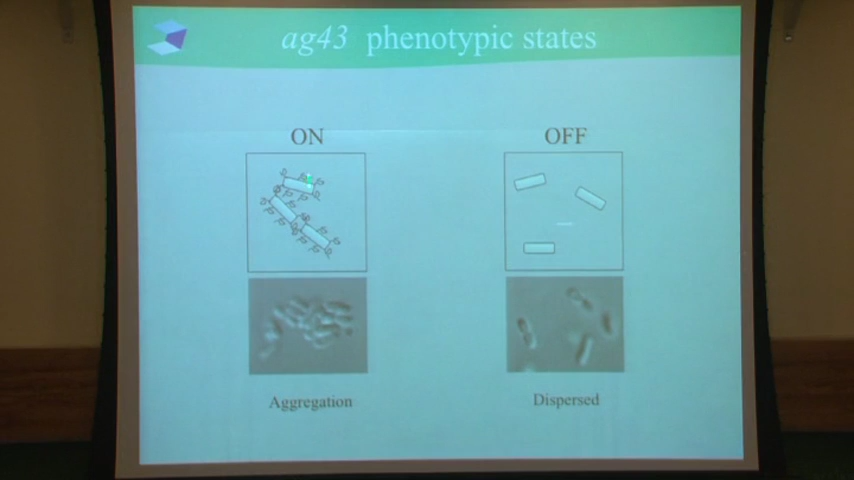 ag43 phenotypic states
ON
OFF
Aggregation
Dispersed